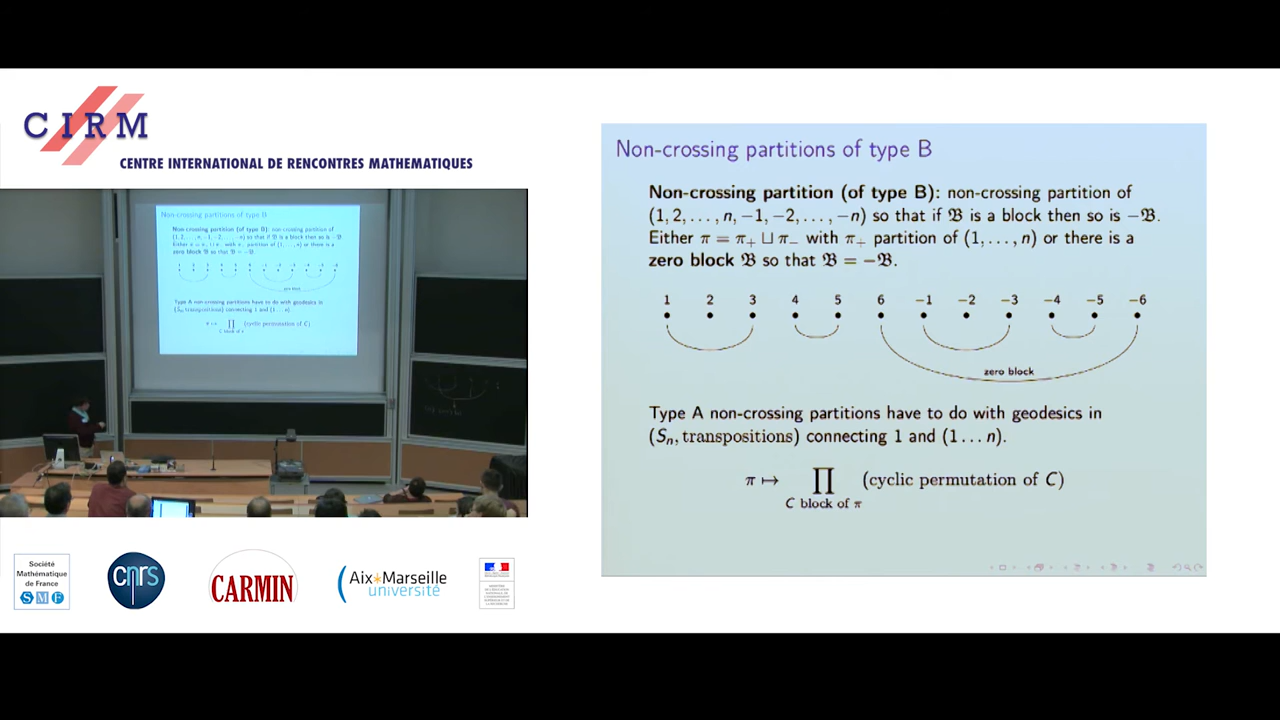 CIRM
CENTRE INTERNATIONAL DE RENCONTRES MATHEMATIQUES
Non-crossing partitions of type B
Non-crossing partition (of type B): non-crossing partition of
(1, 2, . . . , n, −1, −2, . . . , −n) so that if 𝔅 is a block then so is −𝔅.
Either π = π₊ ⊔ π₋ with π₊ partition of (1, . . . , n) or there is a
zero block 𝔅 so that 𝔅 = −𝔅.
1 2 3 4 5 6 −1 −2 −3 −4 −5 −6
zero block
Type A non-crossing partitions have to do with geodesics in
(Sₙ, transpositions) connecting 1 and (1 . . . n).
π ↦ ∏ (cyclic permutation of C)
C block of π
Société
Mathématique
de France
SMF
cnrs
CARMIN
Aix*Marseille
université